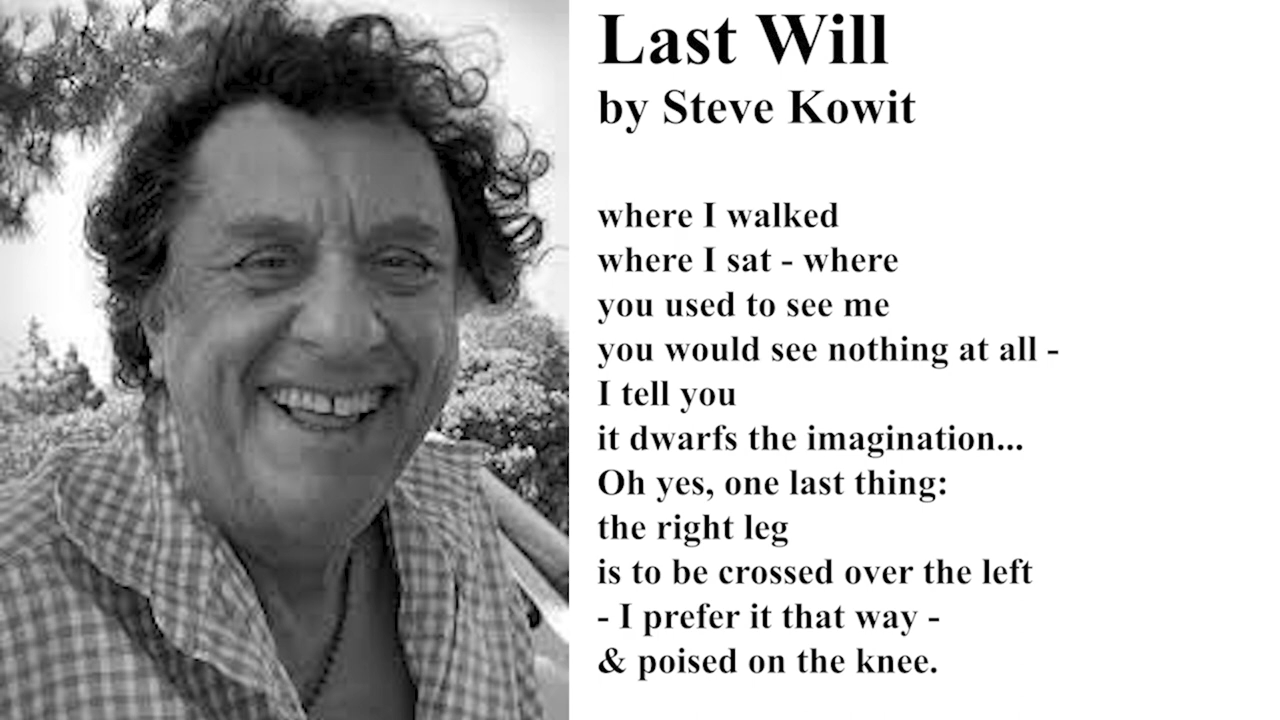 Last Will
by Steve Kowit
where I walked
where I sat - where
you used to see me
you would see nothing at all -
I tell you
it dwarfs the imagination...
Oh yes, one last thing:
the right leg
is to be crossed over the left
- I prefer it that way -
& poised on the knee.